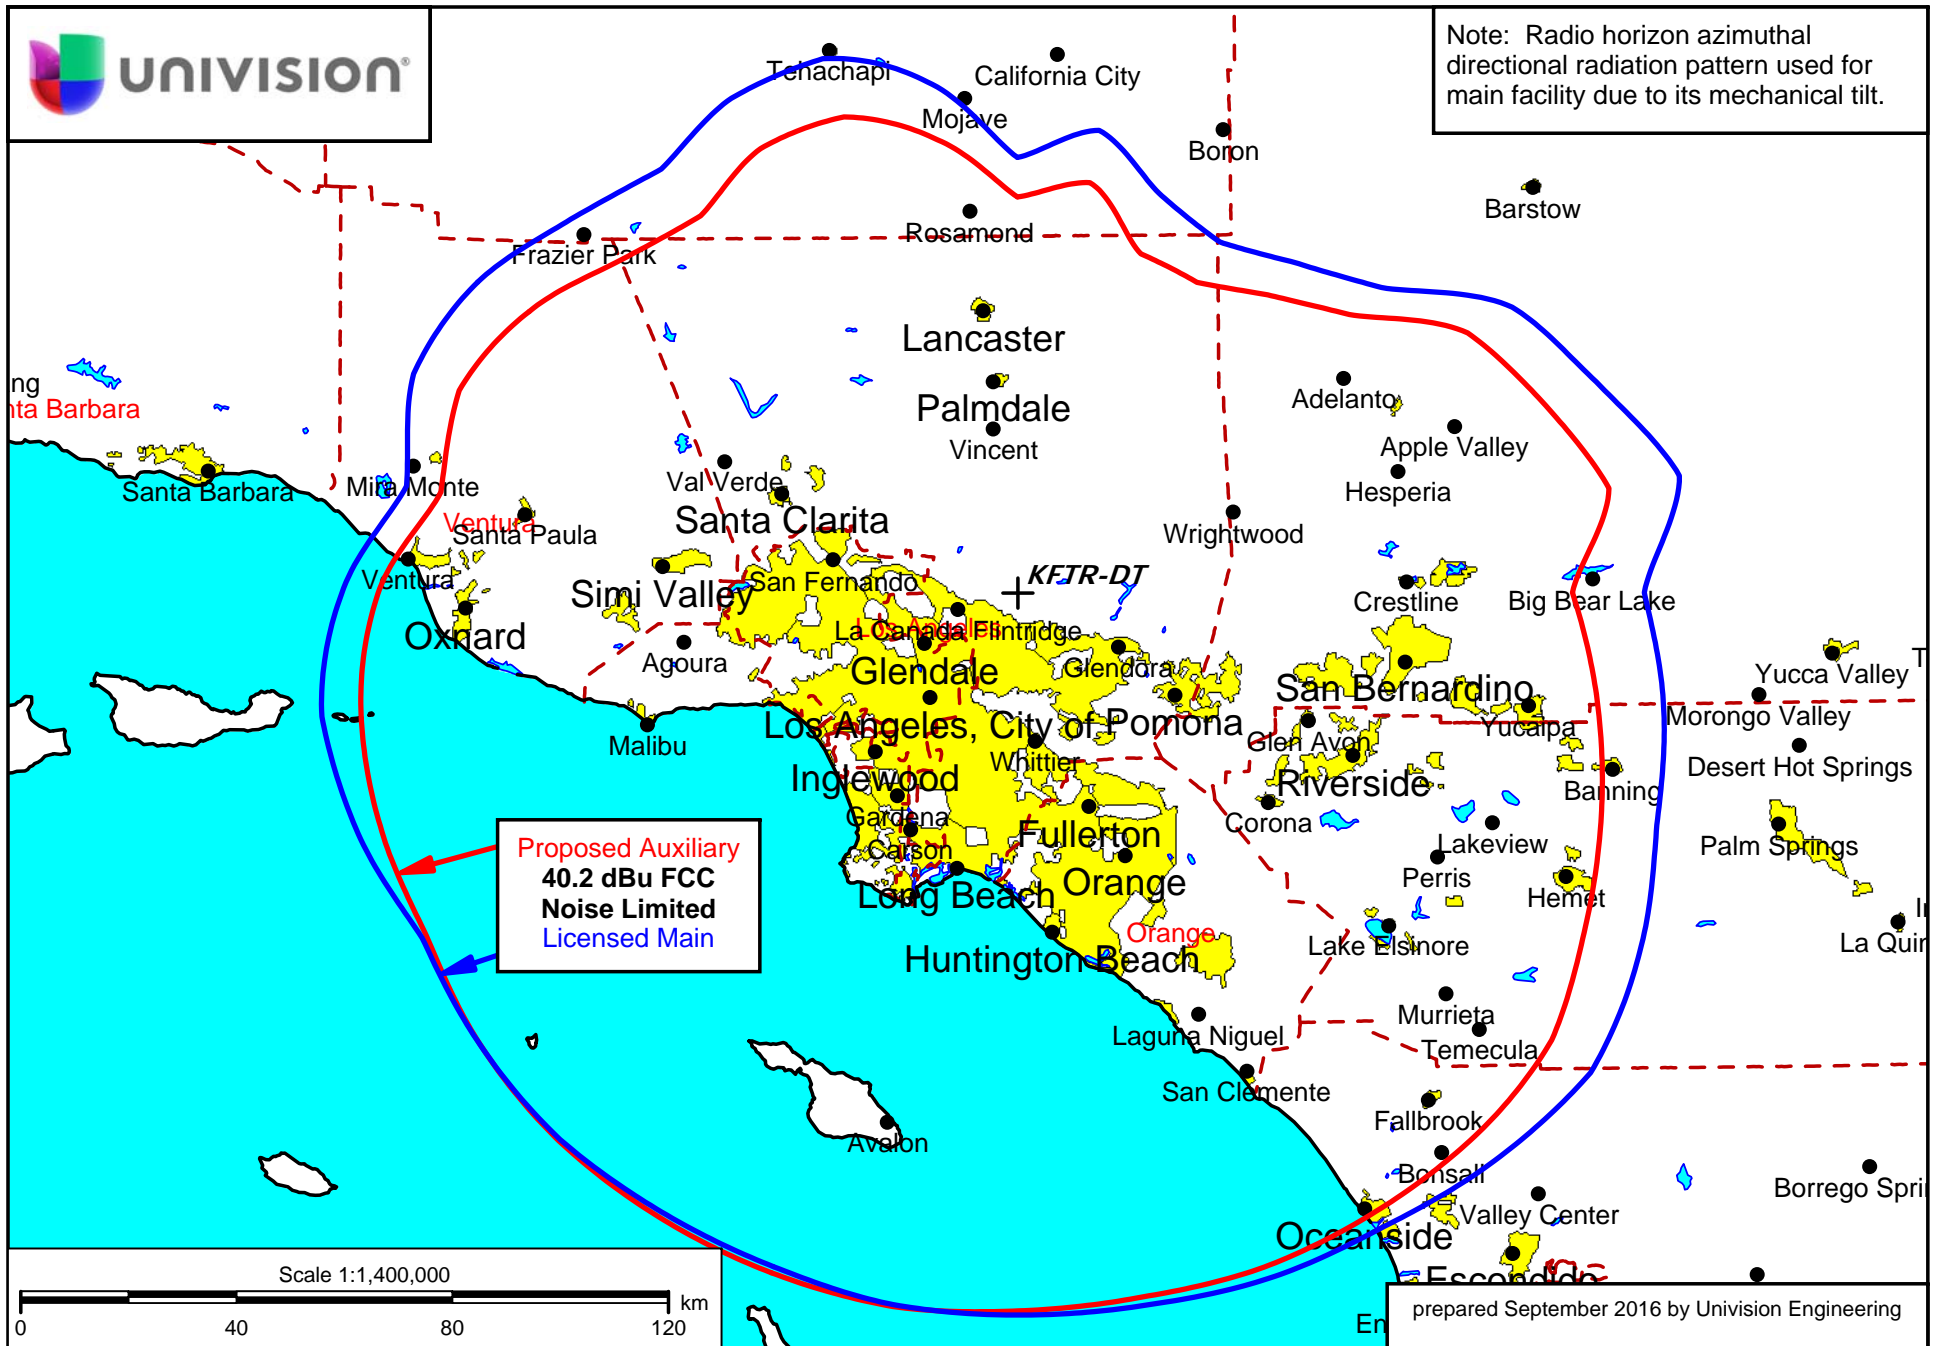 UNIVISION
Note: Radio horizon azimuthal
directional radiation pattern used for
main facility due to its mechanical tilt.
Tehachapi
California City
Mojave
Boron
Barstow
Rosamond
Frazier Park
Lancaster
Palmdale
Vincent
Adelanto
Apple Valley
Hesperia
ng
nta Barbara
Santa Barbara
Mira Monte
Val Verde
Santa Clarita
Ventura
Santa Paula
Wrightwood
Ventura
Simi Valley
San Fernando
KFTR-DT
Crestline
Big Bear Lake
Oxnard
Agoura
Los Angeles
La Canada Flintridge
Glendale
Glendora
San Bernardino
Yucca Valley
T
Malibu
Los Angeles, City of
Pomona
Yucaipa
Morongo Valley
Glen Avon
Whittier
Inglewood
Riverside
Banning
Desert Hot Springs
Gardena
Carson
Fullerton
Corona
Lakeview
Palm Springs
Long Beach
Orange
Perris
Hemet
Orange
Huntington Beach
Lake Elsinore
In
La Quin
Laguna Niguel
Murrieta
Temecula
San Clemente
Fallbrook
Avalon
Bonsall
Valley Center
Borrego Sprin
Oceanside
Escondido
En
Proposed Auxiliary
40.2 dBu FCC
Noise Limited
Licensed Main
Scale 1:1,400,000
km
0 40 80 120
prepared September 2016 by Univision Engineering